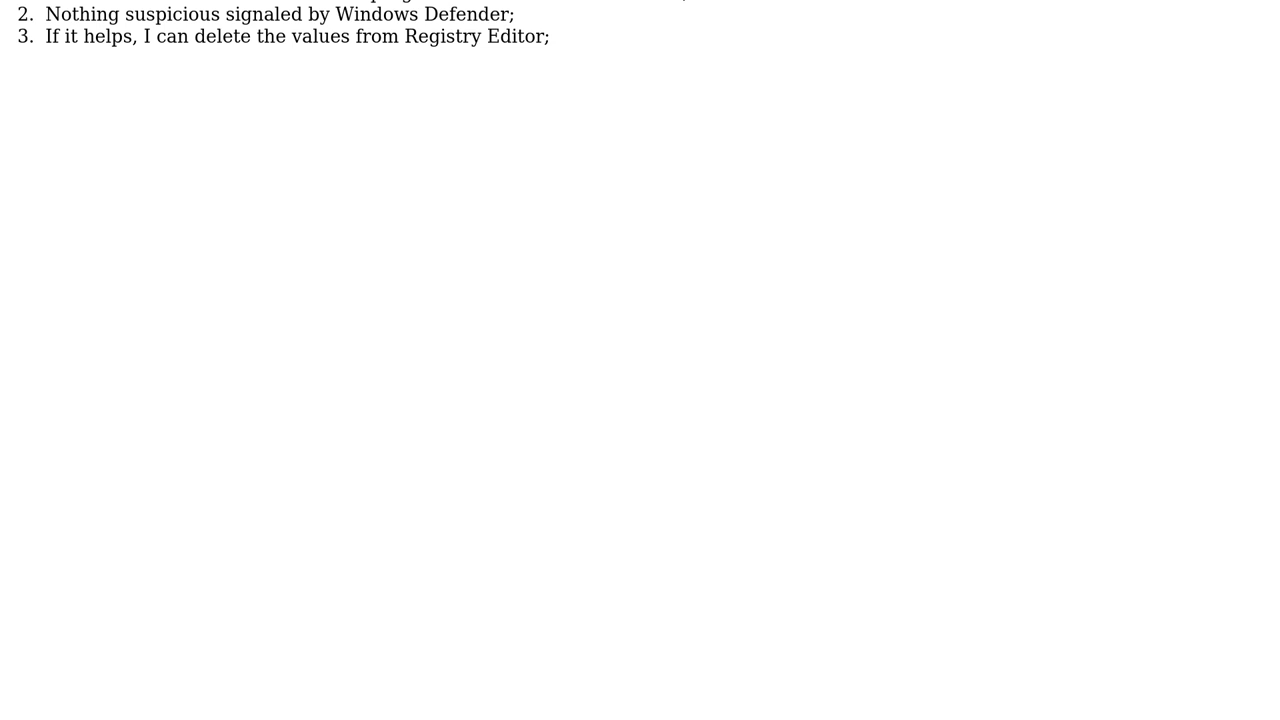 2. Nothing suspicious signaled by Windows Defender;
3. If it helps, I can delete the values from Registry Editor;